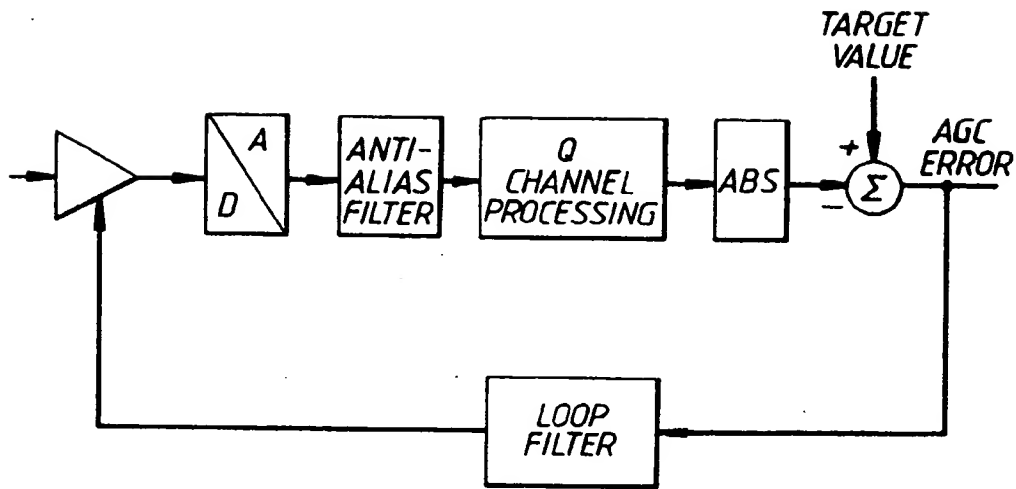 TARGET
VALUE
A
D
ANTI-
ALIAS
FILTER
Q
CHANNEL
PROCESSING
ABS
+
−
Σ
AGC
ERROR
LOOP
FILTER